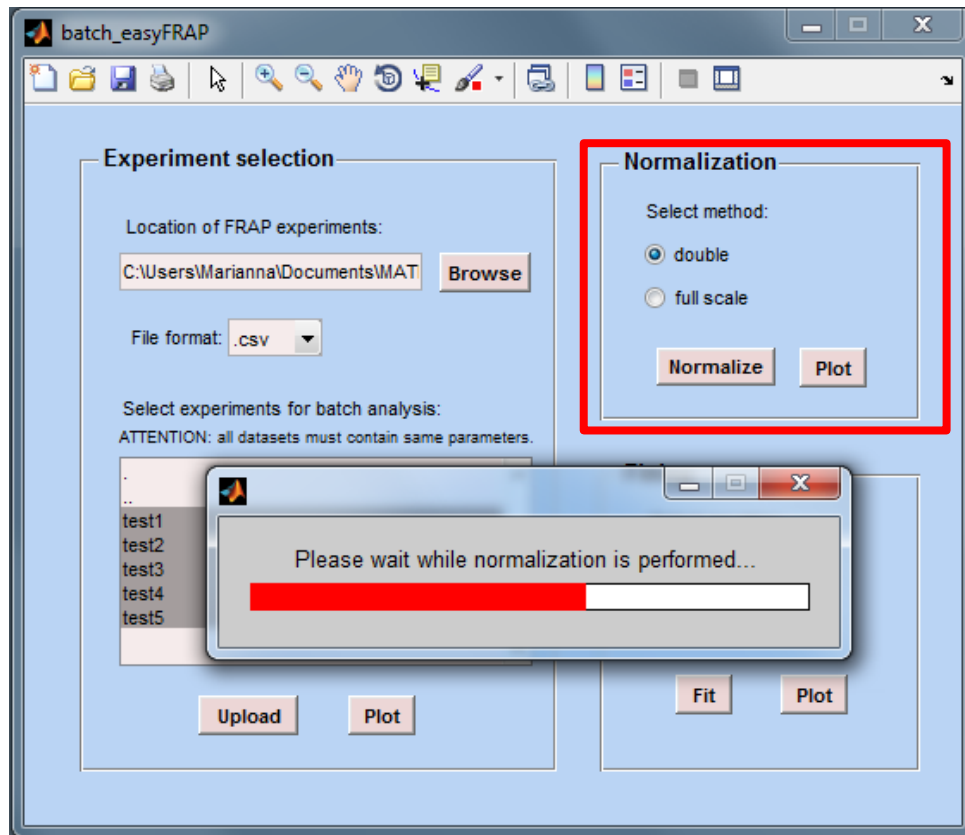 batch_easyFRAP
Experiment selection
Location of FRAP experiments:
C:\Users\Marianna\Documents\MAT
Browse
File format:
.csv
Select experiments for batch analysis:
ATTENTION: all datasets must contain same parameters.
.
..
test1
test2
test3
test4
test5
Upload
Plot
Normalization
Select method:
double
full scale
Normalize
Plot
Please wait while normalization is performed...
Fit
Plot